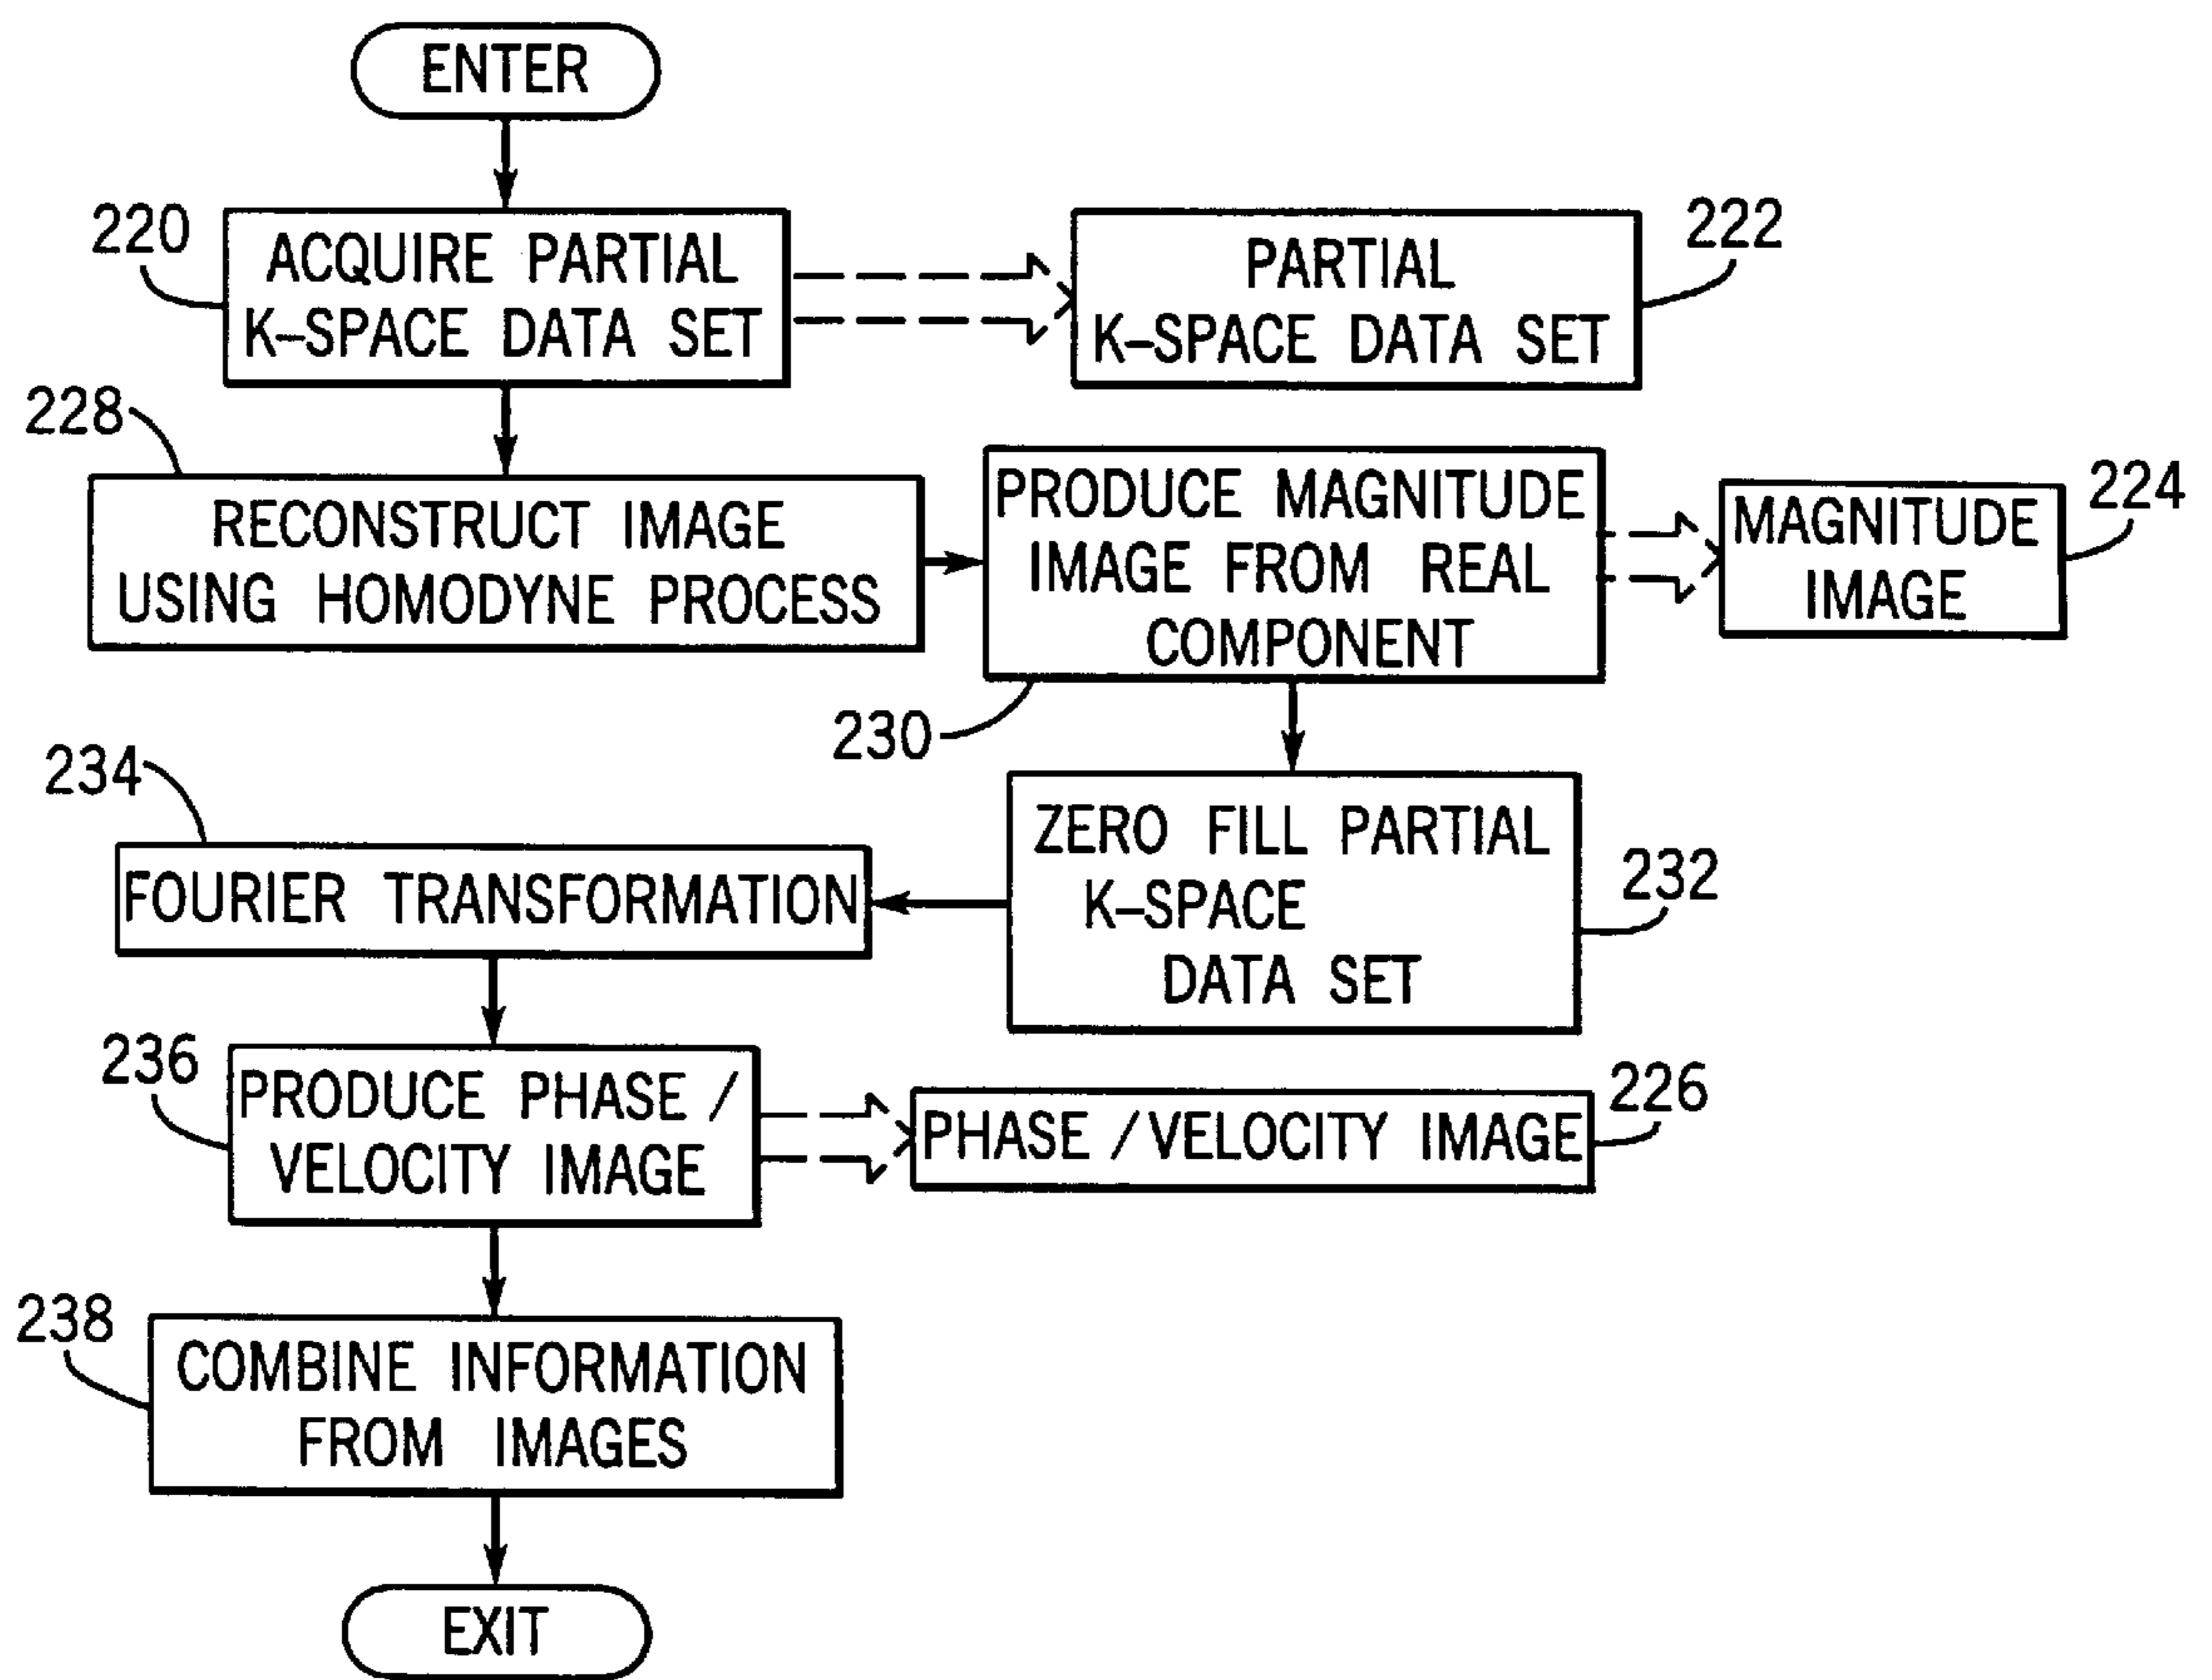 ENTER
220
ACQUIRE PARTIAL
K-SPACE DATA SET
PARTIAL
K-SPACE DATA SET
222
228
RECONSTRUCT IMAGE
USING HOMODYNE PROCESS
PRODUCE MAGNITUDE
IMAGE FROM REAL
COMPONENT
230
MAGNITUDE
IMAGE
224
ZERO FILL PARTIAL
K-SPACE
DATA SET
232
234
FOURIER TRANSFORMATION
236
PRODUCE PHASE /
VELOCITY IMAGE
PHASE / VELOCITY IMAGE
226
238
COMBINE INFORMATION
FROM IMAGES
EXIT